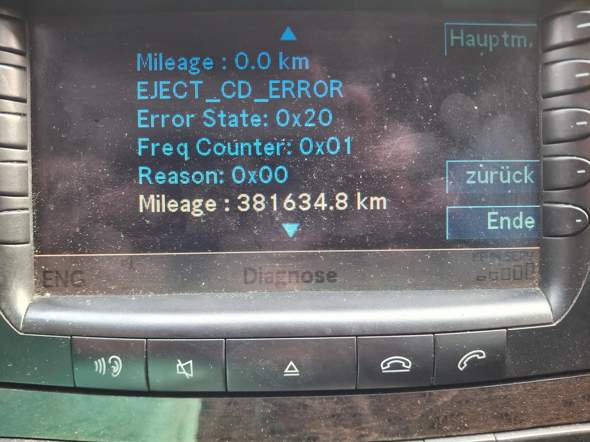 Hauptm.
Mileage : 0.0 km
EJECT_CD_ERROR
Error State: 0x20
Freq Counter: 0x01
Reason: 0x00
zurück
Mileage : 381634.8 km
Ende
ENG
Diagnose